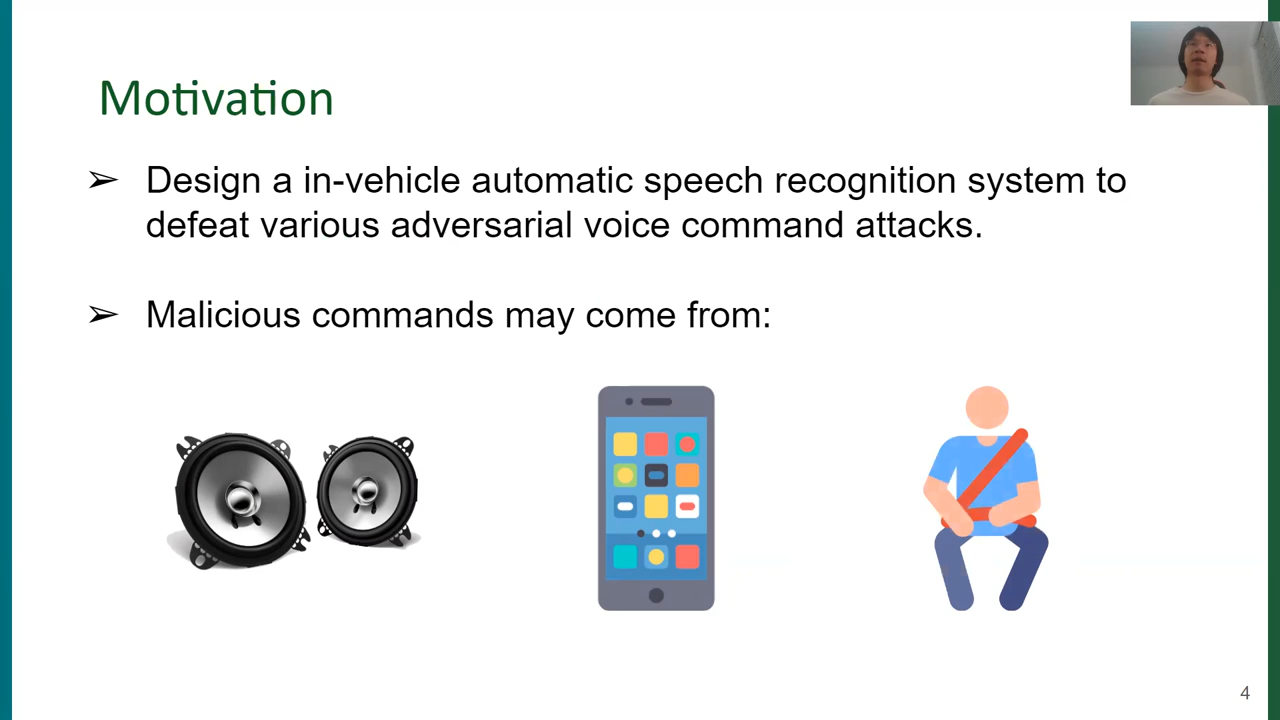 Motivation
➢ Design a in-vehicle automatic speech recognition system to
defeat various adversarial voice command attacks.
➢ Malicious commands may come from:
4